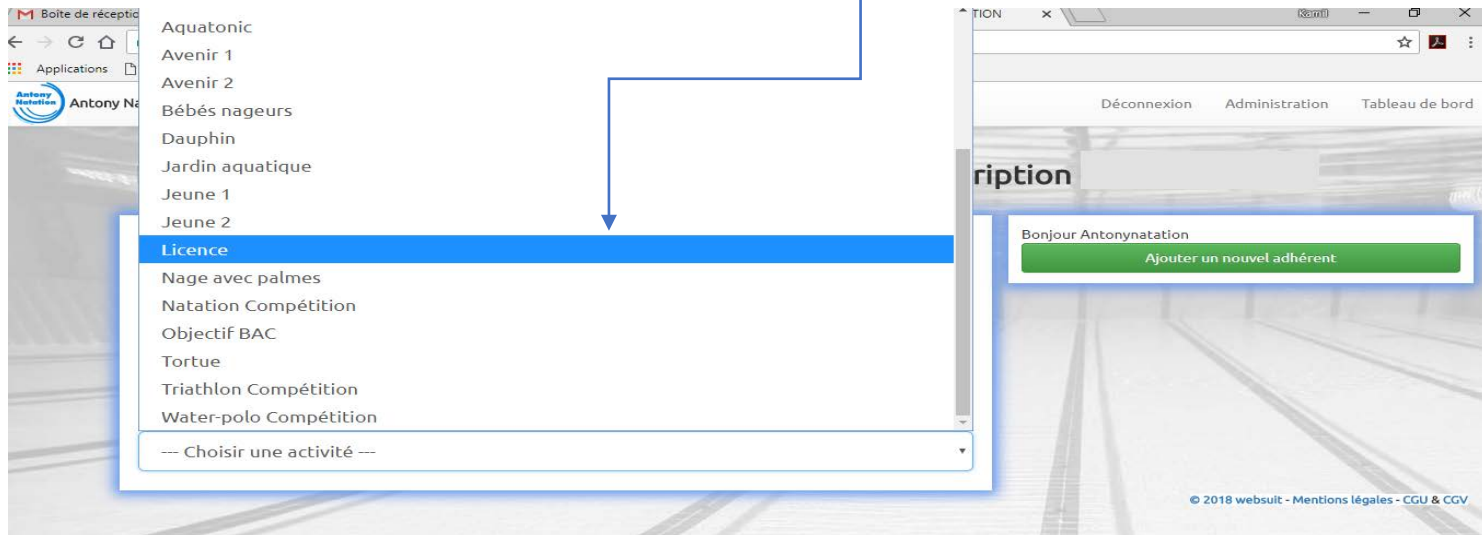 Boîte de réceptic
TION
Kamil
Applications
Antony
Natation
Antony Na
Déconnexion Administration Tableau de bord
ription
Aquatonic
Avenir 1
Avenir 2
Bébés nageurs
Dauphin
Jardin aquatique
Jeune 1
Jeune 2
Licence
Nage avec palmes
Natation Compétition
Objectif BAC
Tortue
Triathlon Compétition
Water-polo Compétition
--- Choisir une activité ---
Bonjour Antonynatation
Ajouter un nouvel adhérent
© 2018 websuit - Mentions légales - CGU & CGV